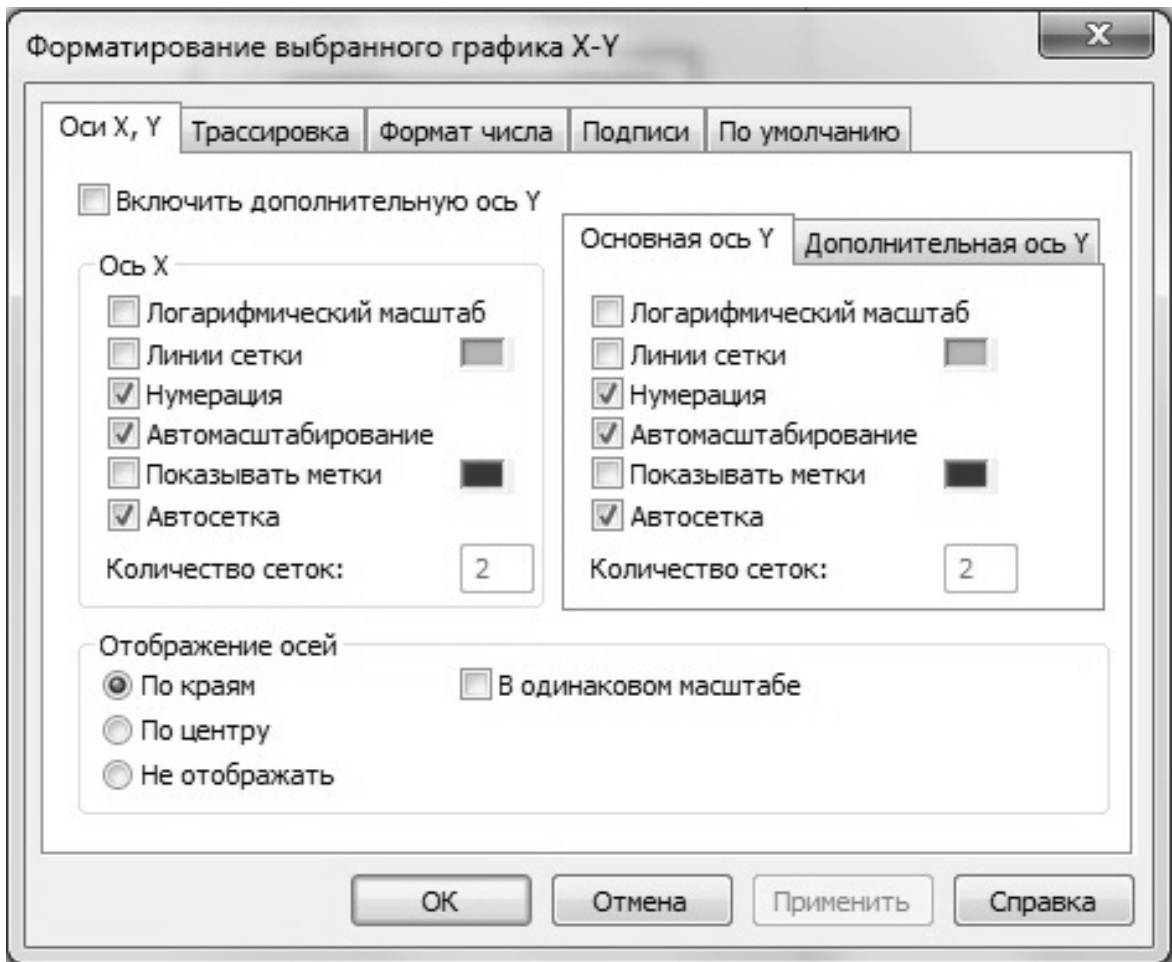 Форматирование выбранного графика X-Y
Оси X, Y
Трассировка
Формат числа
Подписи
По умолчанию
Включить дополнительную ось Y
Ось X
Логарифмический масштаб
Линии сетки
Нумерация
Автомасштабирование
Показывать метки
Автосетка
Количество сеток: 2
Основная ось Y
Дополнительная ось Y
Логарифмический масштаб
Линии сетки
Нумерация
Автомасштабирование
Показывать метки
Автосетка
Количество сеток: 2
Отображение осей
По краям
В одинаковом масштабе
По центру
Не отображать
ОК
Отмена
Применить
Справка